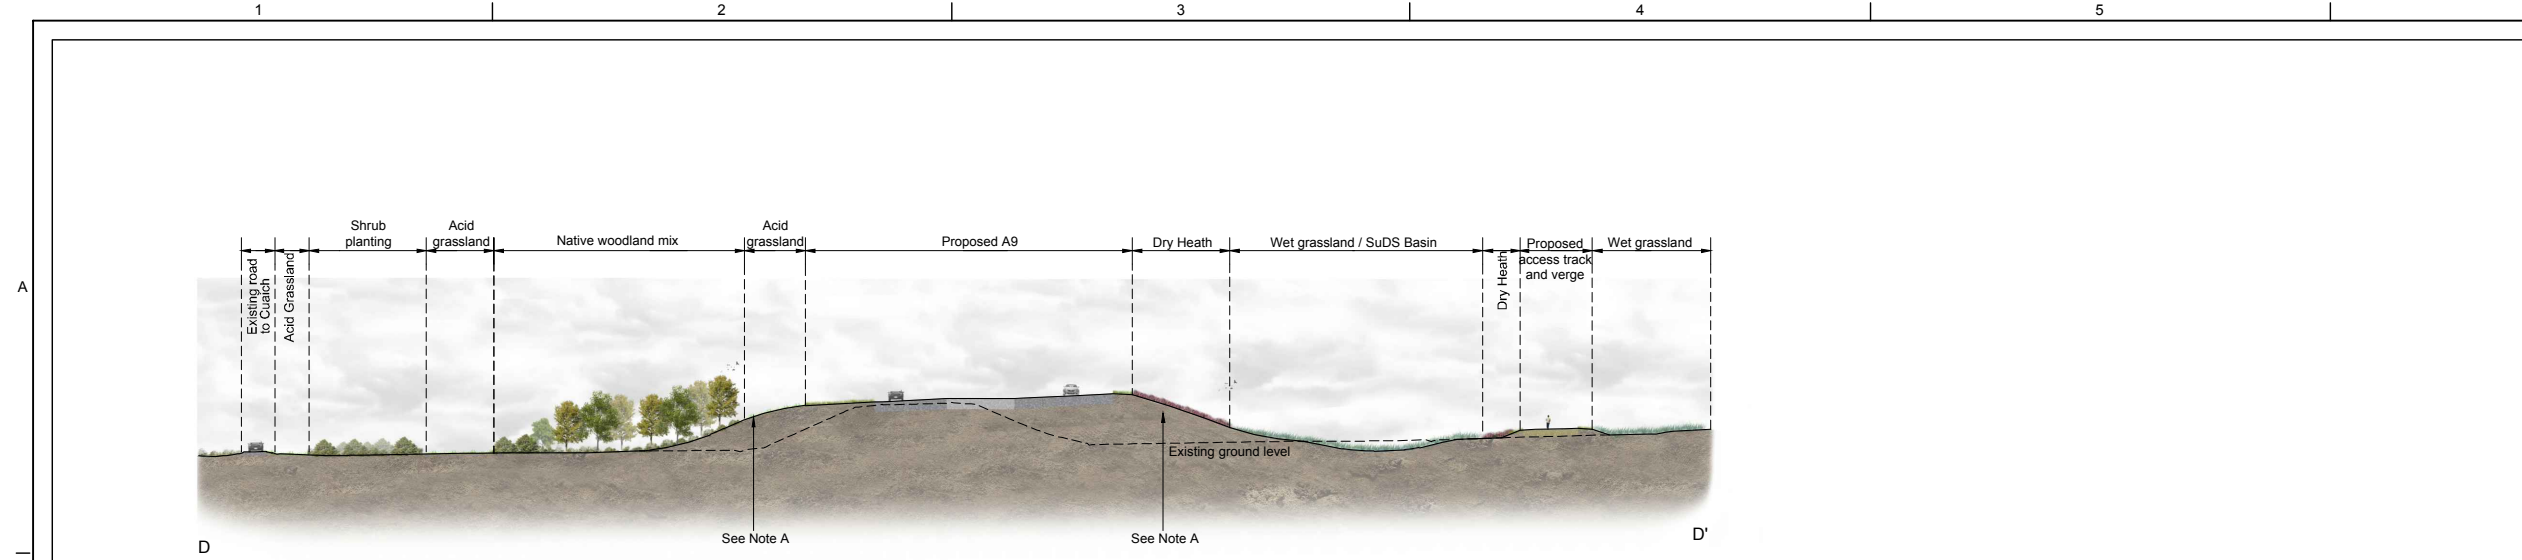 1
2
3
4
5
A
Shrub
planting
Acid
grassland
Native woodland mix
Acid
grassland
Proposed A9
Dry Heath
Wet grassland / SuDS Basin
Proposed
access track
and verge
Wet grassland
Existing road
to Cuaich
Acid Grassland
Dry Heath
Existing ground level
See Note A
See Note A
D
D'